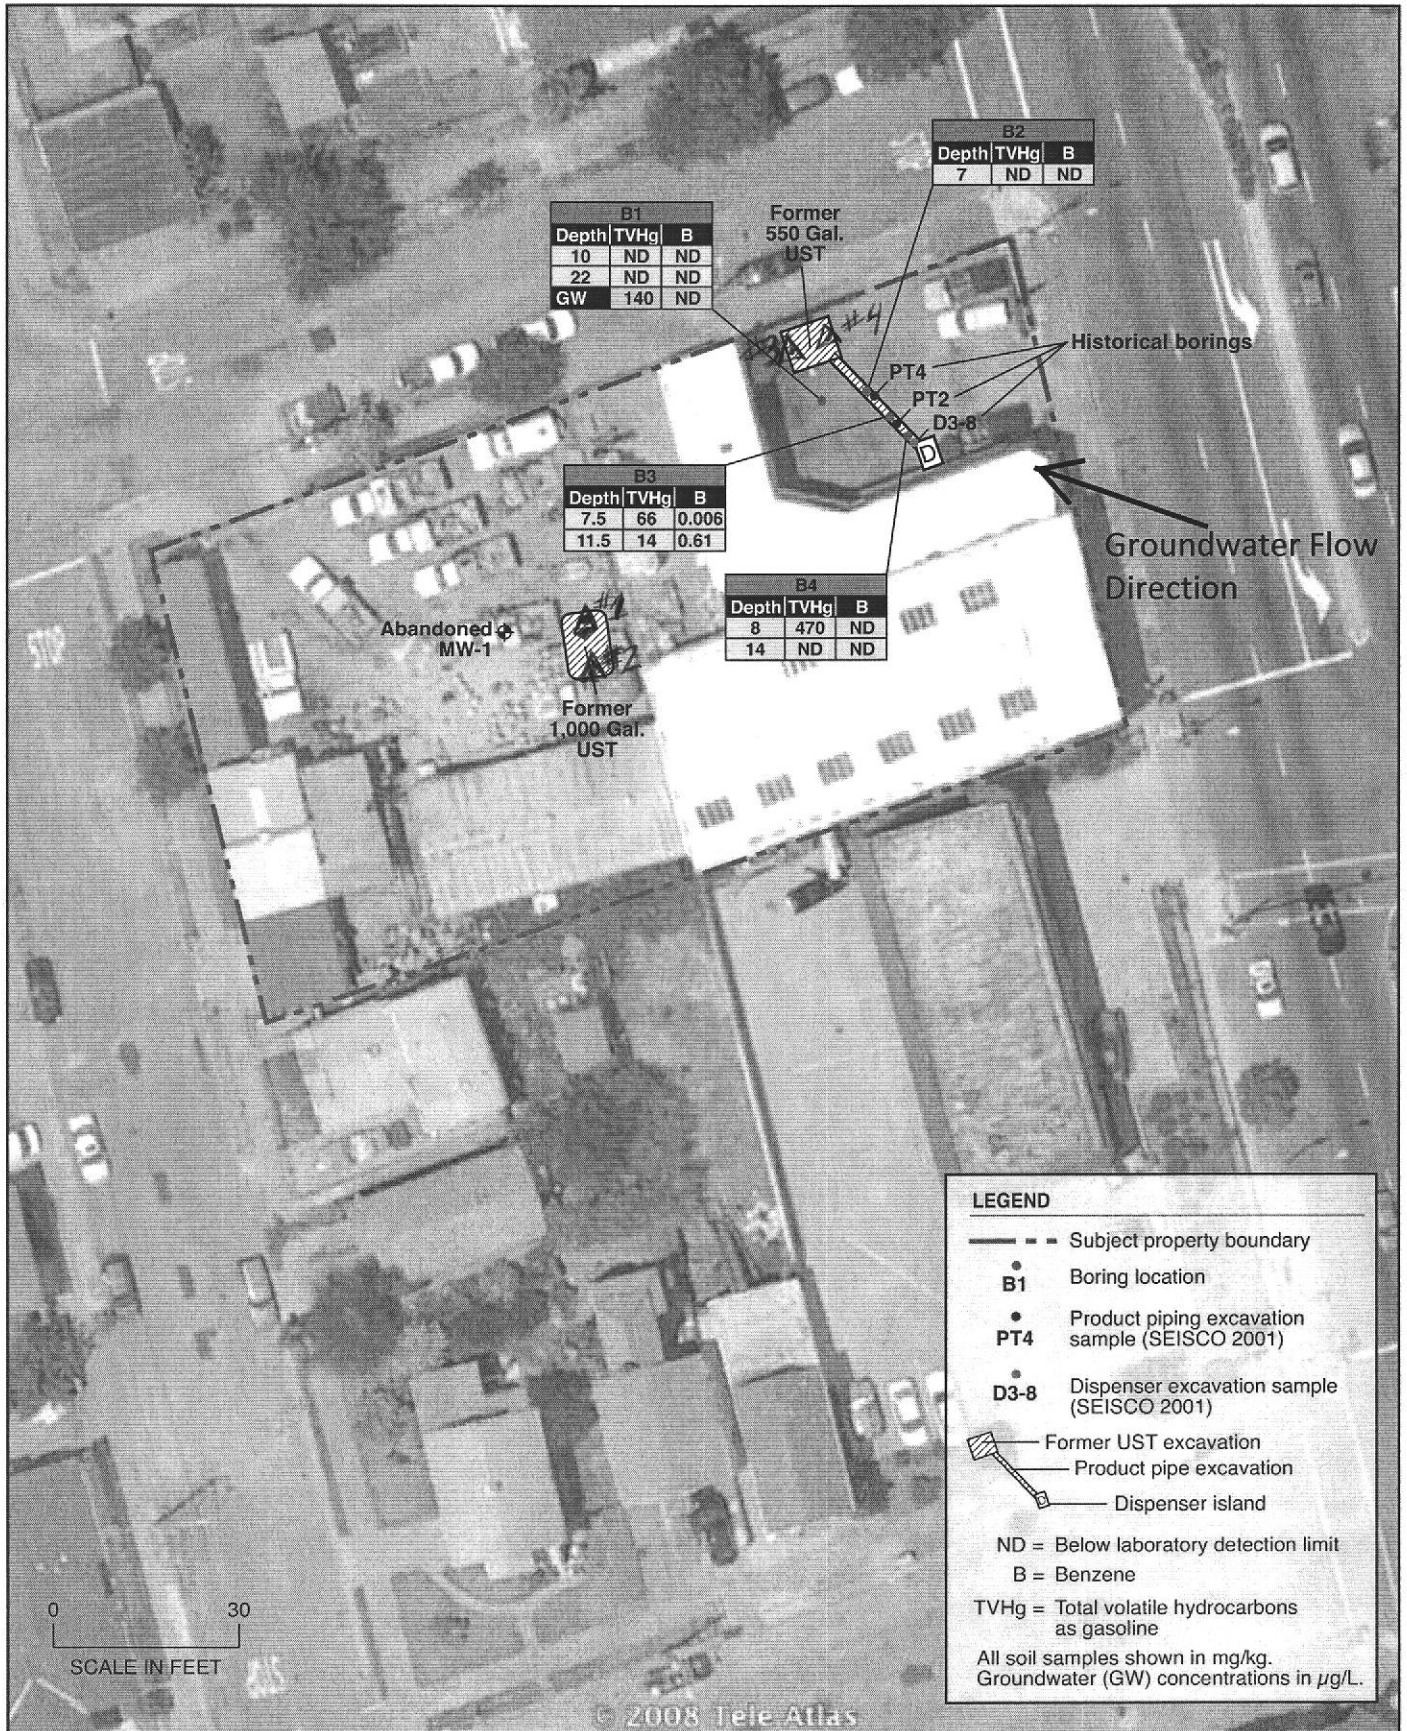 B2
Depth TVHg B
7 ND ND
B1
Depth TVHg B
10 ND ND
22 ND ND
GW 140 ND
Former
550 Gal.
UST
#4
Historical borings
PT4
PT2
D3-8
D
B3
Depth TVHg B
7.5 66 0.006
11.5 14 0.61
Groundwater Flow
Direction
B4
Depth TVHg B
8 470 ND
14 ND ND
Abandoned
MW-1
#2
Former
1,000 Gal.
UST
STOP
LEGEND
Subject property boundary
B1 Boring location
PT4 Product piping excavation
sample (SEISCO 2001)
D3-8 Dispenser excavation sample
(SEISCO 2001)
Former UST excavation
Product pipe excavation
D
Dispenser island
ND = Below laboratory detection limit
B = Benzene
TVHg = Total volatile hydrocarbons
as gasoline
All soil samples shown in mg/kg.
Groundwater (GW) concentrations in µg/L.
0 30
SCALE IN FEET
© 2008 Tele Atlas